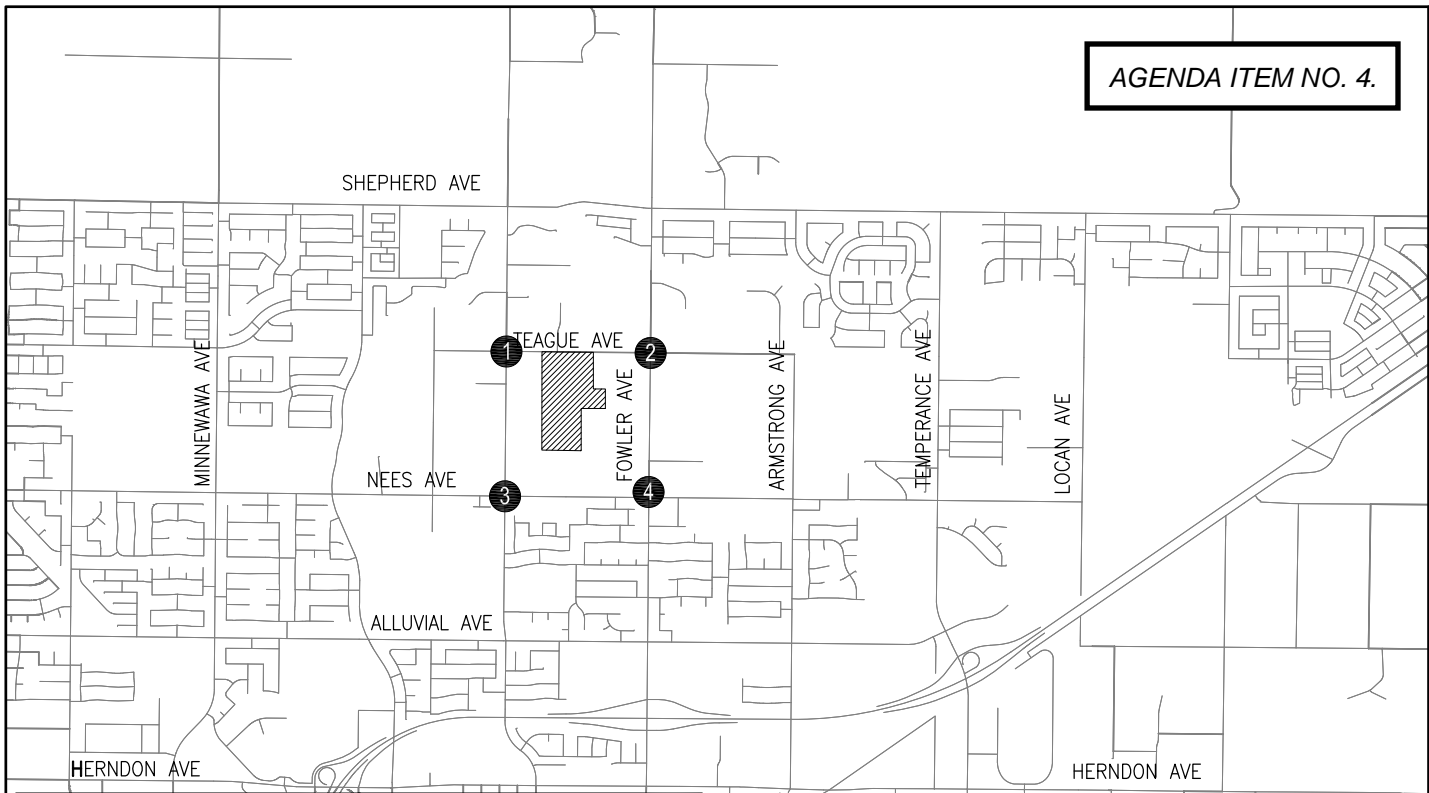 AGENDA ITEM NO. 4.
SHEPHERD AVE
1
TEAGUE AVE
2
MINNEWAWA AVE
FOWLER AVE
ARMSTRONG AVE
TEMPERANCE AVE
LOCAN AVE
NEES AVE
3
4
ALLUVIAL AVE
HERNDON AVE
HERNDON AVE